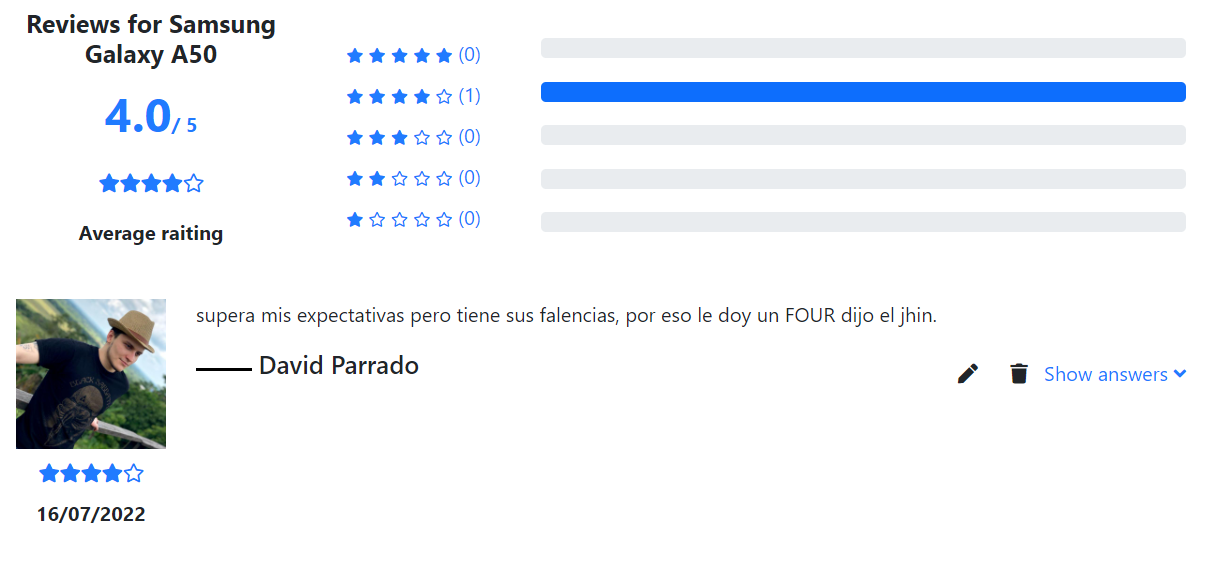 Reviews for Samsung
Galaxy A50
4.0/ 5
Average raiting
(0)
(1)
(0)
(0)
(0)
supera mis expectativas pero tiene sus falencias, por eso le doy un FOUR dijo el jhin.
David Parrado
Show answers
16/07/2022